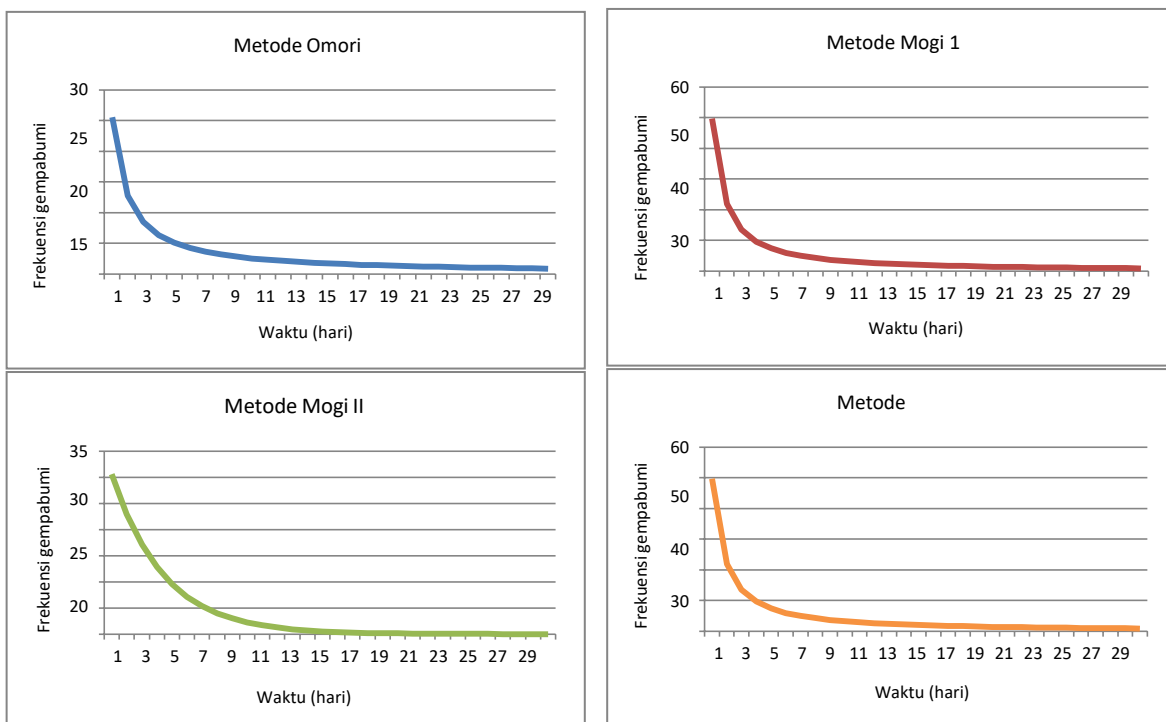 Metode Omori
30
25
20
15
Frekuensi gempabumi
1 3 5 7 9 11 13 15 17 19 21 23 25 27 29
Waktu (hari)
Metode Mogi 1
60
50
40
30
Frekuensi gempabumi
1 3 5 7 9 11 13 15 17 19 21 23 25 27 29
Waktu (hari)
Metode Mogi II
35
30
25
20
Frekuensi gempabumi
1 3 5 7 9 11 13 15 17 19 21 23 25 27 29
Waktu (hari)
Metode
60
50
40
30
Frekuensi gempabumi
1 3 5 7 9 11 13 15 17 19 21 23 25 27 29
Waktu (hari)